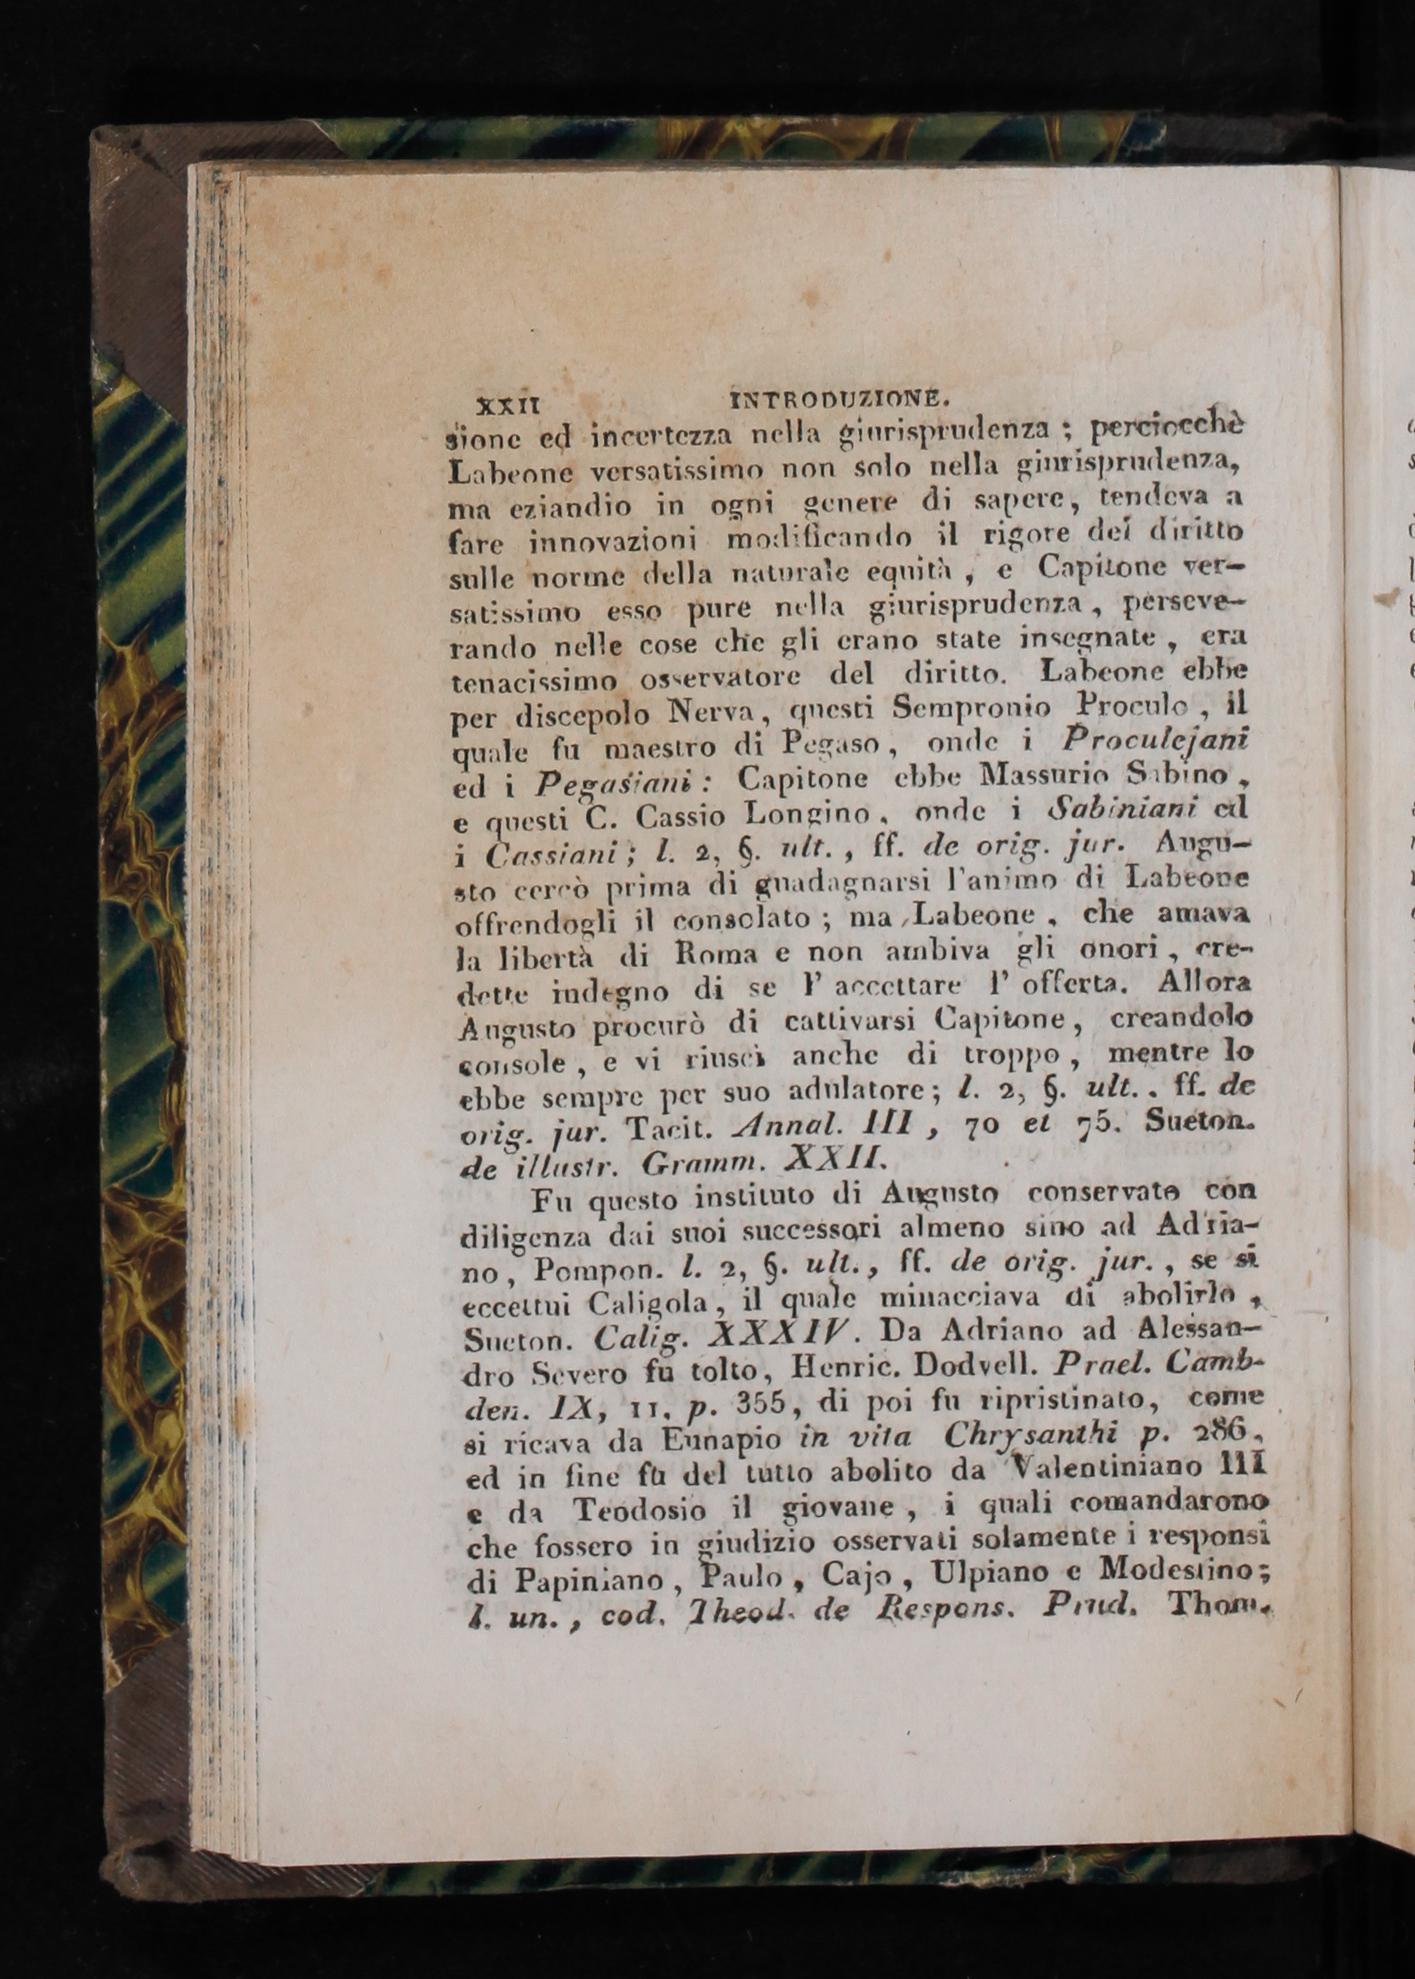 XXII INTRODUZIONE.
sione ed incertezza nella giurisprudenza ; perciocchè
Labeone versatissimo non solo nella giurisprudenza,
ma eziandio in ogni genere di sapere, tendeva a
fare innovazioni modificando il rigore del diritto
sulle norme della naturale equità , e Capitone ver-
satissimo esso pure nella giurisprudenza , perseve-
rando nelle cose che gli erano state insegnate , era
tenacissimo osservatore del diritto. Labeone ebbe
per discepolo Nerva, questi Sempronio Proculo , il
quale fu maestro di Pegaso , onde i Proculejani
ed i Pegasiani : Capitone ebbe Massurio Sabino ,
e questi C. Cassio Longino , onde i Sabiniani ed
i Cassiani ; l. 2, §. ult. , ff. de orig. jur. Augu-
sto cercò prima di guadagnarsi l'animo di Labeone
offrendogli il consolato ; ma Labeone , che amava
la libertà di Roma e non ambiva gli onori , cre-
dette indegno di se l' accettare l' offerta. Allora
Augusto procurò di cattivarsi Capitone, creandolo
console , e vi riuscì anche di troppo , mentre lo
ebbe sempre per suo adulatore; l. 2, §. ult. . ff. de
orig. jur. Tacit. Annal. III , 70 et 75. Sueton.
de illustr. Gramm. XXII.
Fu questo instituto di Augusto conservato con
diligenza dai suoi successori almeno sino ad Adria-
no , Pompon. l. 2, §. ult., ff. de orig. jur. , se si
eccettui Caligola, il quale minacciava di abolirlo ,
Sueton. Calig. XXXIV. Da Adriano ad Alessan-
dro Severo fu tolto, Henric. Dodvell. Prael. Camb-
den. IX, 11, p. 355, di poi fu ripristinato, come
si ricava da Eunapio in vita Chrysanthi p. 286,
ed in fine fu del tutto abolito da Valentiniano III
e da Teodosio il giovane , i quali comandarono
che fossero in giudizio osservati solamente i responsi
di Papiniano , Paulo , Cajo , Ulpiano e Modestino ;
l. un. , cod. Theod. de Respons. Prud. Thom.